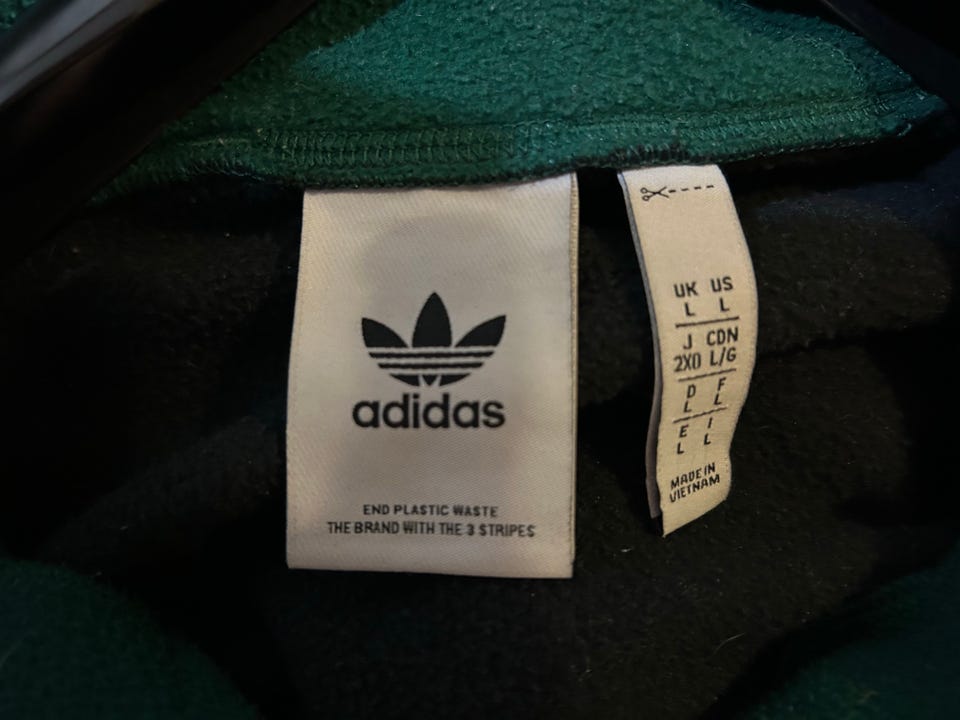 adidas
END PLASTIC WASTE
THE BRAND WITH THE 3 STRIPES
UK US
L L
J CDN
2XO L/G
D F
L L
E I
L L
MADE IN
VIETNAM